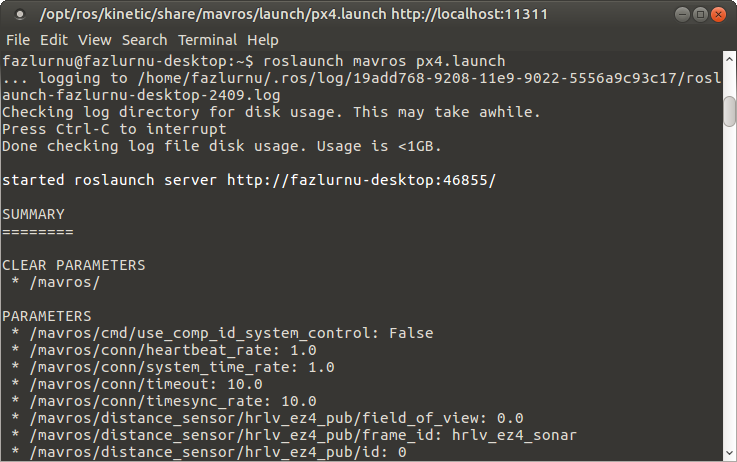 /opt/ros/kinetic/share/mavros/launch/px4.launch http://localhost:11311
File Edit View Search Terminal Help
fazlurnu@fazlurnu-desktop:~$ roslaunch mavros px4.launch
... logging to /home/fazlurnu/.ros/log/19add768-9208-11e9-9022-5556a9c93c17/rosl
aunch-fazlurnu-desktop-2409.log
Checking log directory for disk usage. This may take awhile.
Press Ctrl-C to interrupt
Done checking log file disk usage. Usage is <1GB.
started roslaunch server http://fazlurnu-desktop:46855/
SUMMARY
========
CLEAR PARAMETERS
 * /mavros/
PARAMETERS
 * /mavros/cmd/use_comp_id_system_control: False
 * /mavros/conn/heartbeat_rate: 1.0
 * /mavros/conn/system_time_rate: 1.0
 * /mavros/conn/timeout: 10.0
 * /mavros/conn/timesync_rate: 10.0
 * /mavros/distance_sensor/hrlv_ez4_pub/field_of_view: 0.0
 * /mavros/distance_sensor/hrlv_ez4_pub/frame_id: hrlv_ez4_sonar
 * /mavros/distance_sensor/hrlv_ez4_pub/id: 0